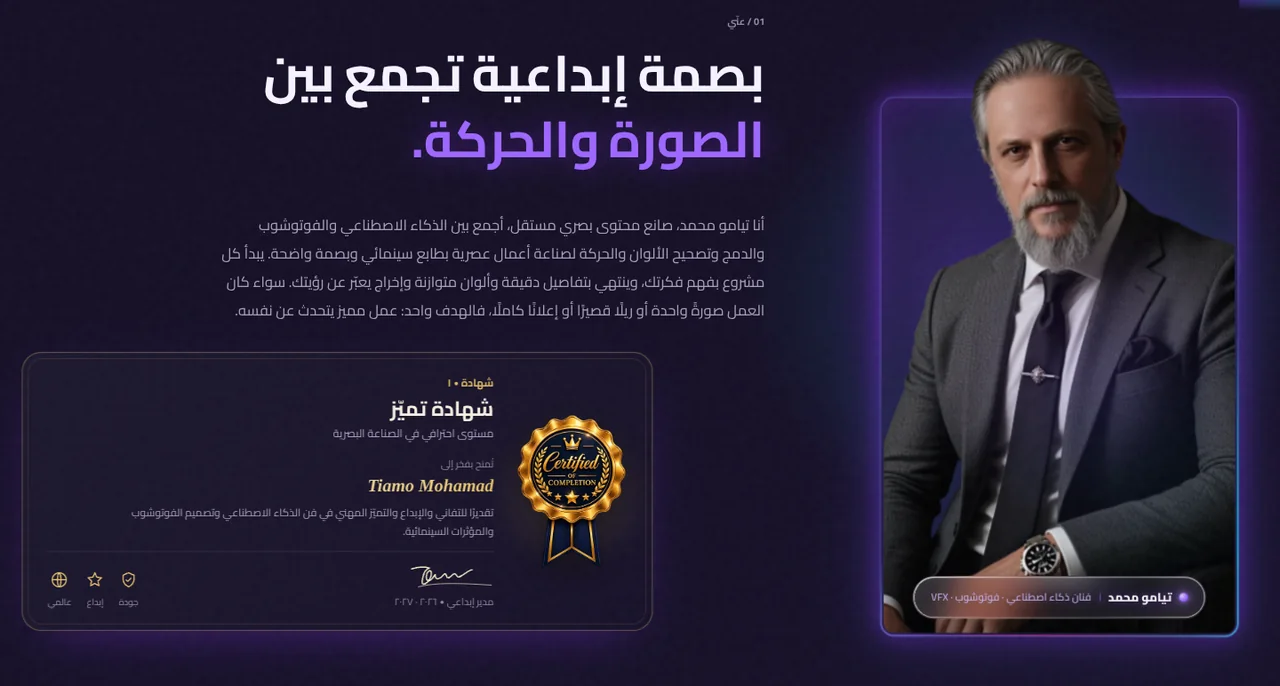 01 / عنّي
بصمة إبداعية تجمع بين
الصورة والحركة.
أنا تيامو محمد، صانع محتوى بصري مستقل، أجمع بين الذكاء الاصطناعي والفوتوشوب
والدمج وتصحيح الألوان والحركة لصناعة أعمال عصرية بطابع سينمائي وبصمة واضحة. يبدأ كل
مشروع بفهم فكرتك، وينتهي بتفاصيل دقيقة وألوان متوازنة وإخراج يعبّر عن رؤيتك. سواء كان
العمل صورةً واحدة أو ريلًا قصيرًا أو إعلانًا كاملًا، فالهدف واحد: عمل مميز يتحدث عن نفسه.
شهادة • ١
شهادة تميّز
مستوى احترافي في الصناعة البصرية
تُمنح بفخر إلى
Tiamo Mohamad
تقديرًا للتفاني والإبداع والتميّز المهني في فن الذكاء الاصطناعي وتصميم الفوتوشوب
والمؤثرات السينمائية.
مدير إبداعي • ٢٠٢٦ - ٢٠٢٧
جودة
إبداع
عالمي
Certified
OF
COMPLETION
تيامو محمد | فنان ذكاء اصطناعي · فوتوشوب · VFX